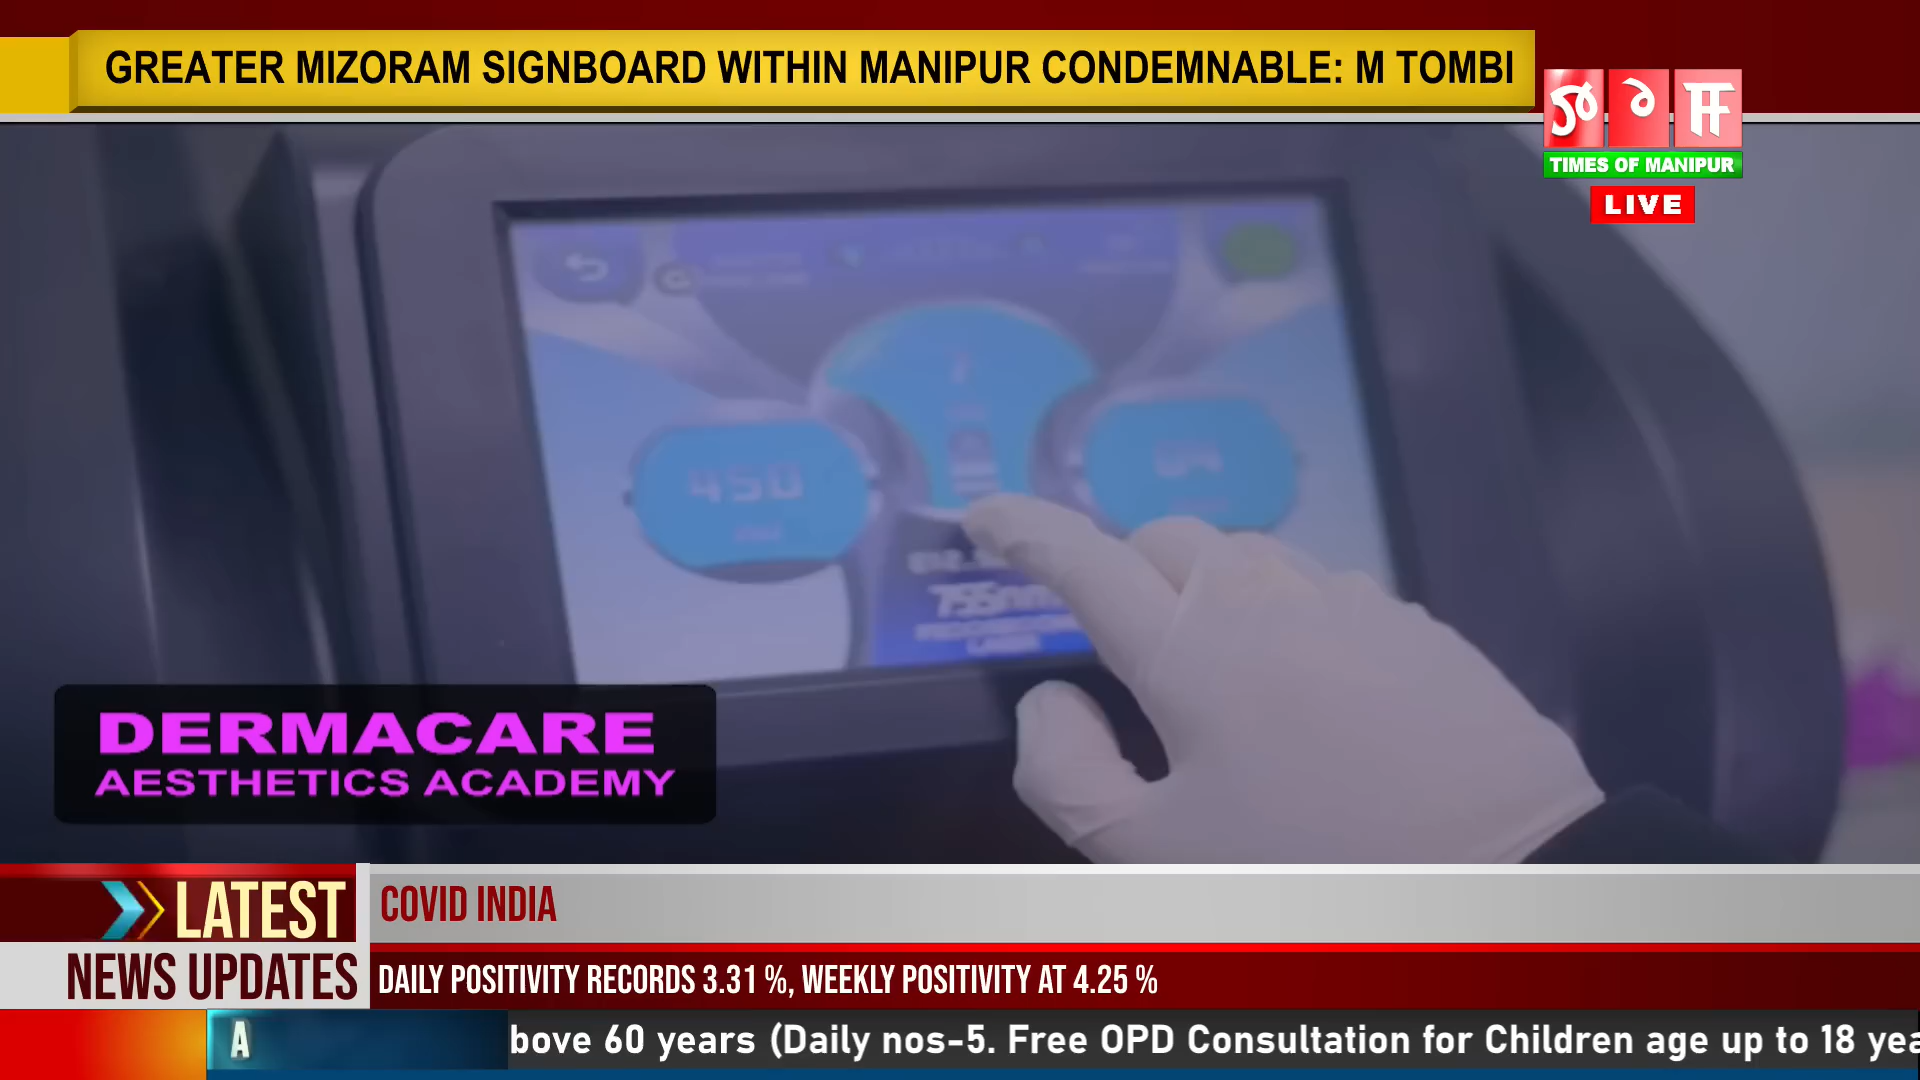 GREATER MIZORAM SIGNBOARD WITHIN MANIPUR CONDEMNABLE: M TOMBI
TIMES OF MANIPUR
LIVE
450
755nm
DERMACARE
AESTHETICS ACADEMY
LATEST
NEWS UPDATES
COVID INDIA
DAILY POSITIVITY RECORDS 3.31 %, WEEKLY POSITIVITY AT 4.25 %
A
bove 60 years (Daily nos-5. Free OPD Consultation for Children age up to 18 yea